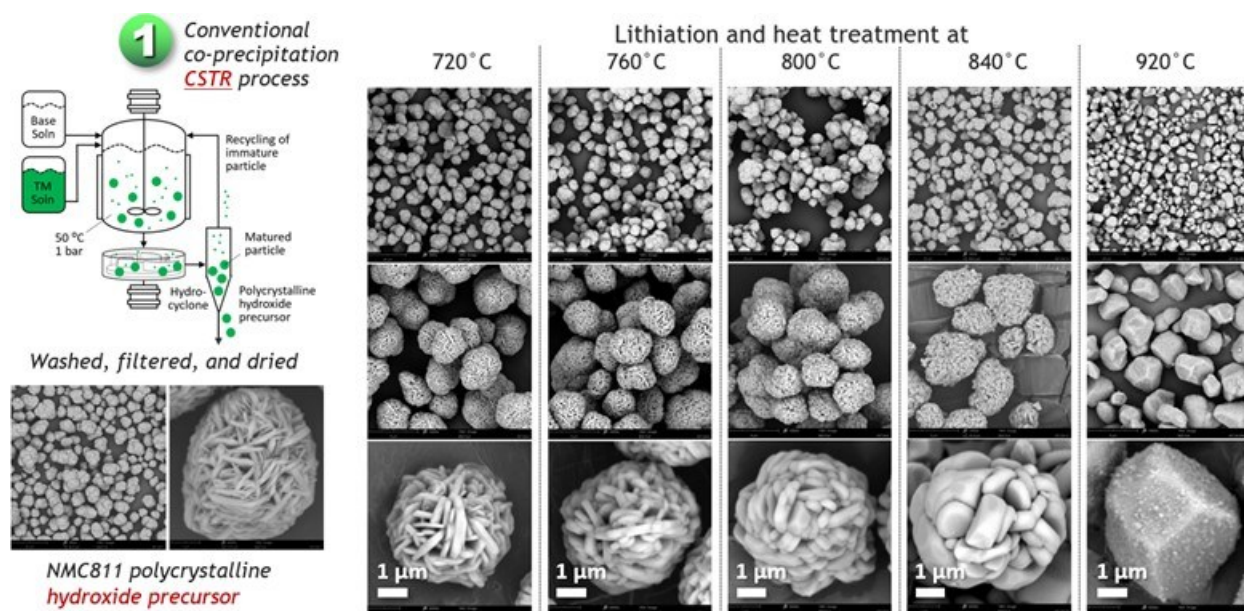 1
Conventional
co-precipitation
CSTR process
Base
Soln
TM
Soln
Recycling of
immature
particle
50 °C
1 bar
Matured
particle
Hydro-
cyclone
Polycrystalline
hydroxide
precursor
Washed, filtered, and dried
NMC811 polycrystalline
hydroxide precursor
Lithiation and heat treatment at
720°C
760°C
800°C
840°C
920°C
1 μm
1 μm
1 μm
1 μm
1 μm